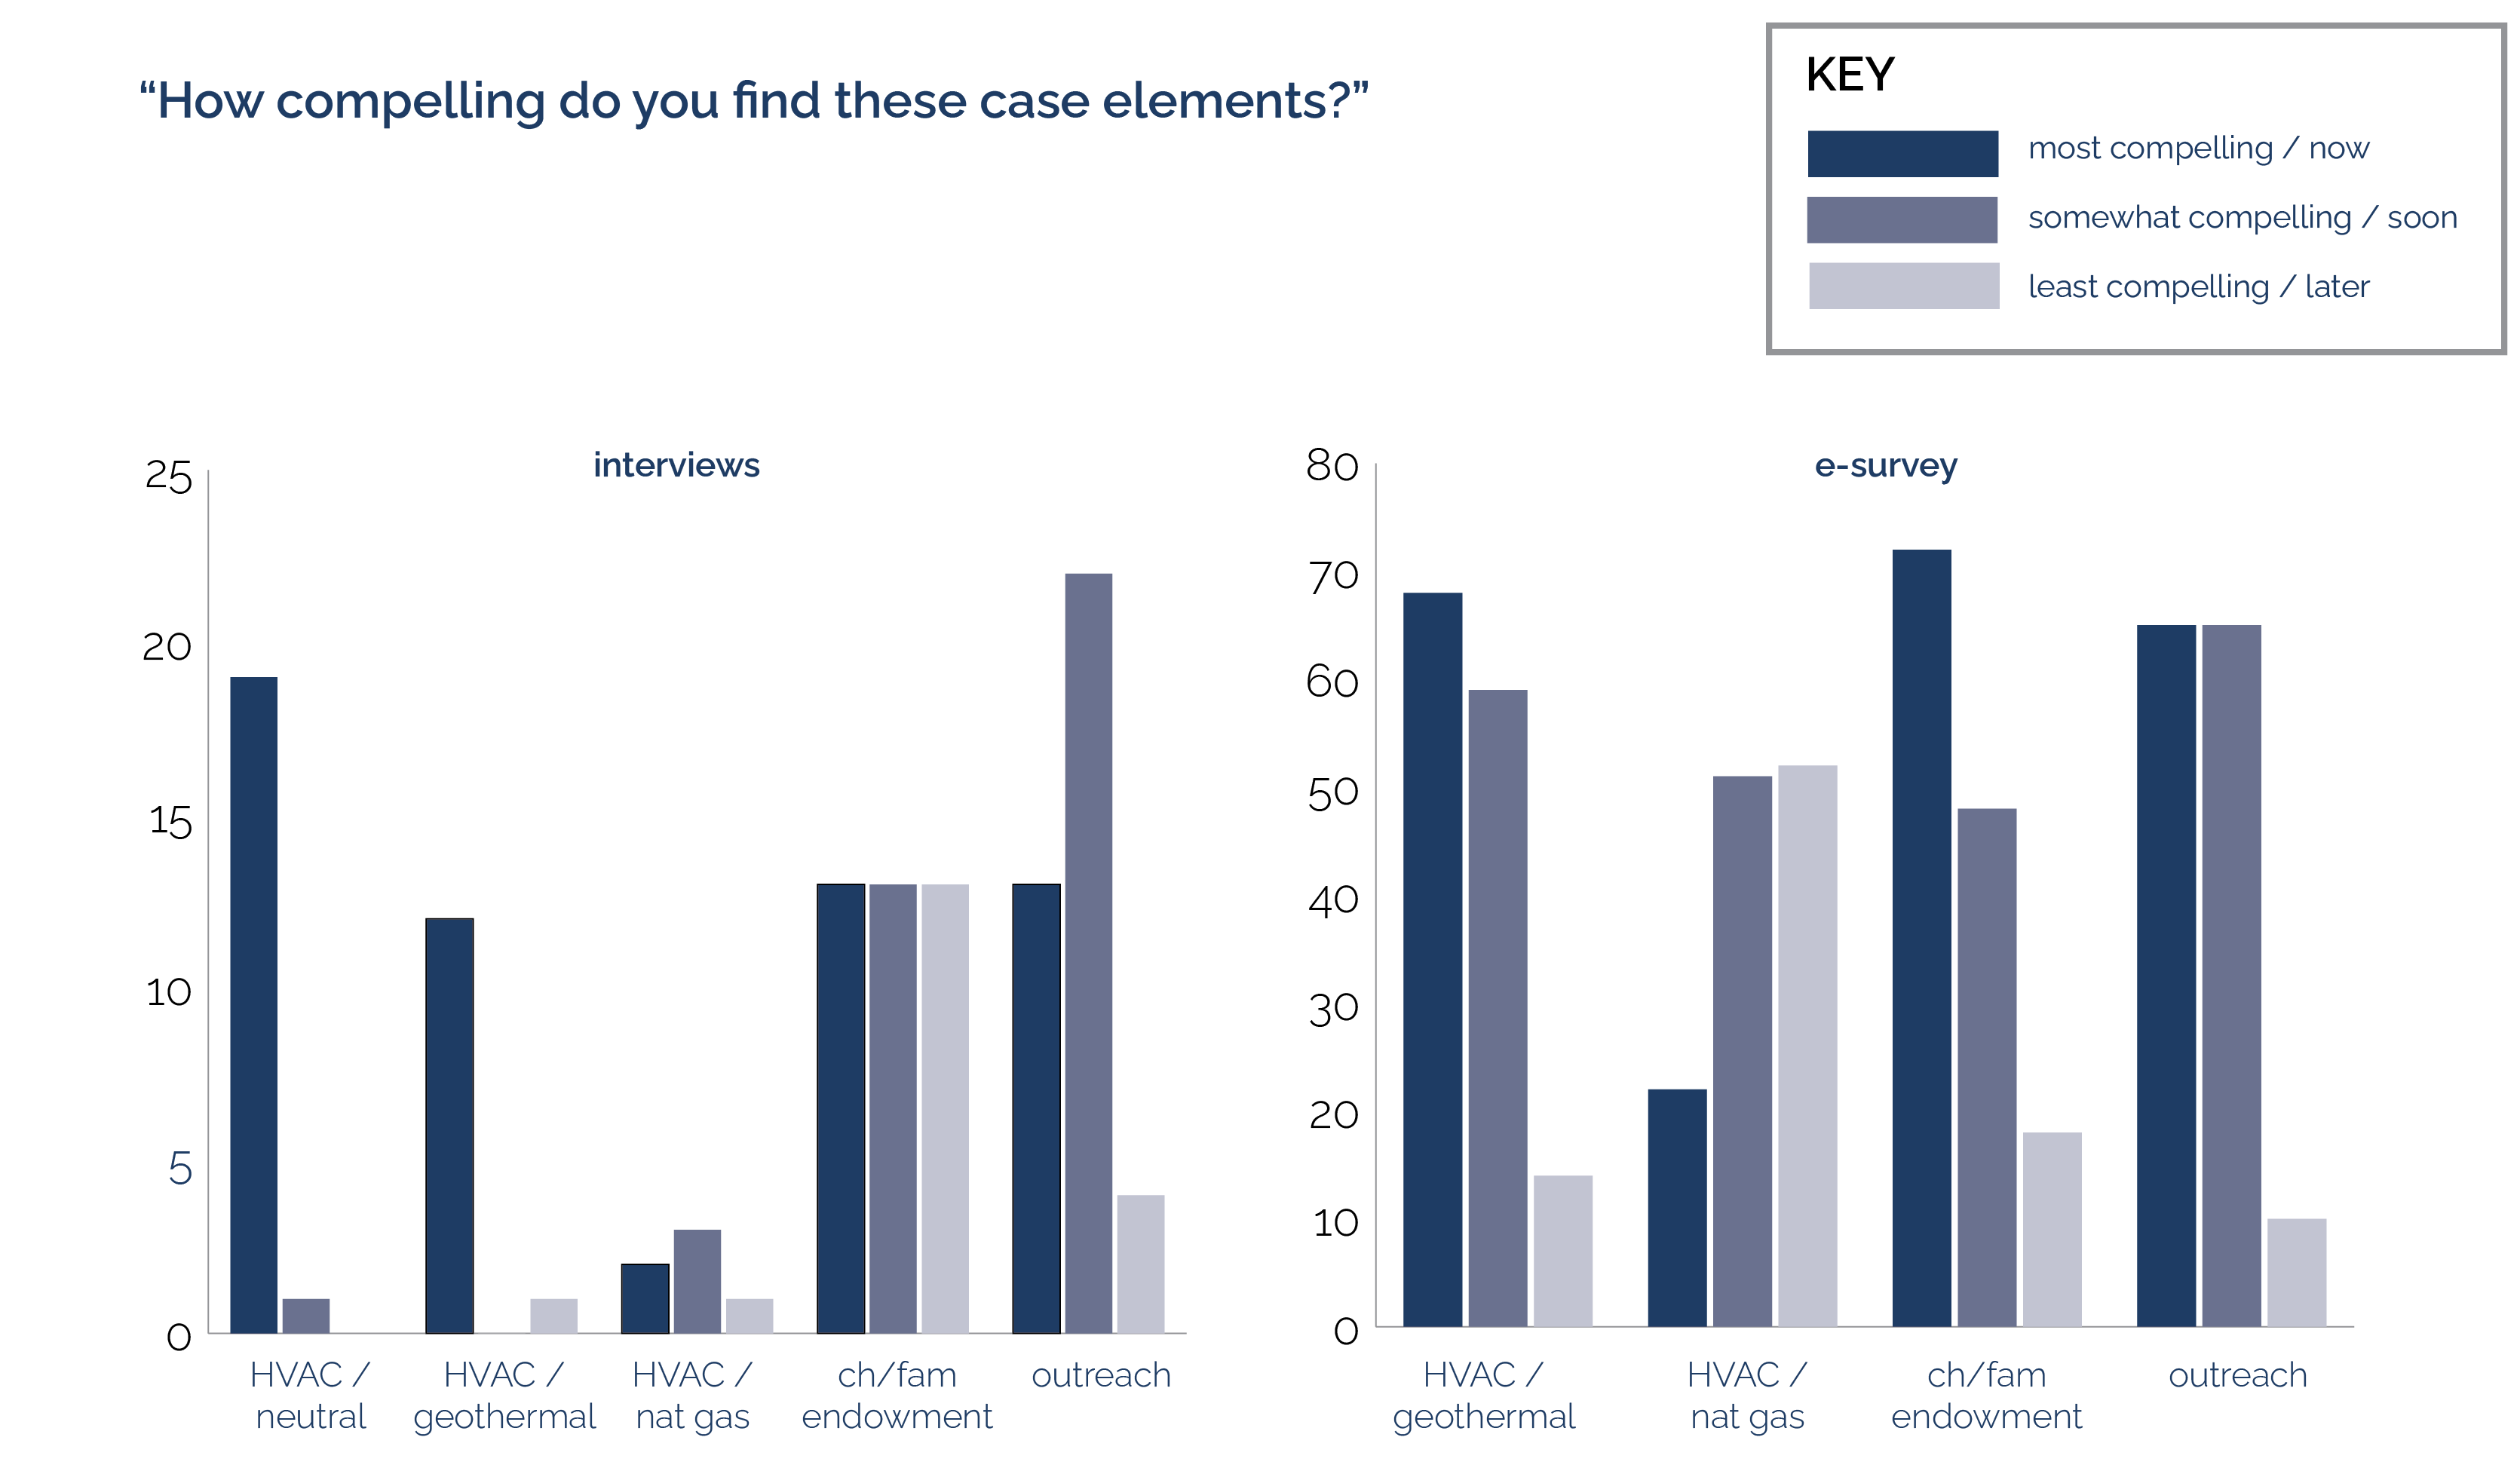 “How compelling do you find these case elements?”
KEY
most compelling / now
somewhat compelling / soon
least compelling / later
interviews
25
20
15
10
5
0
HVAC /
neutral
HVAC /
geothermal
HVAC /
nat gas
ch/fam
endowment
outreach
e-survey
80
70
60
50
40
30
20
10
0
HVAC /
geothermal
HVAC /
nat gas
ch/fam
endowment
outreach